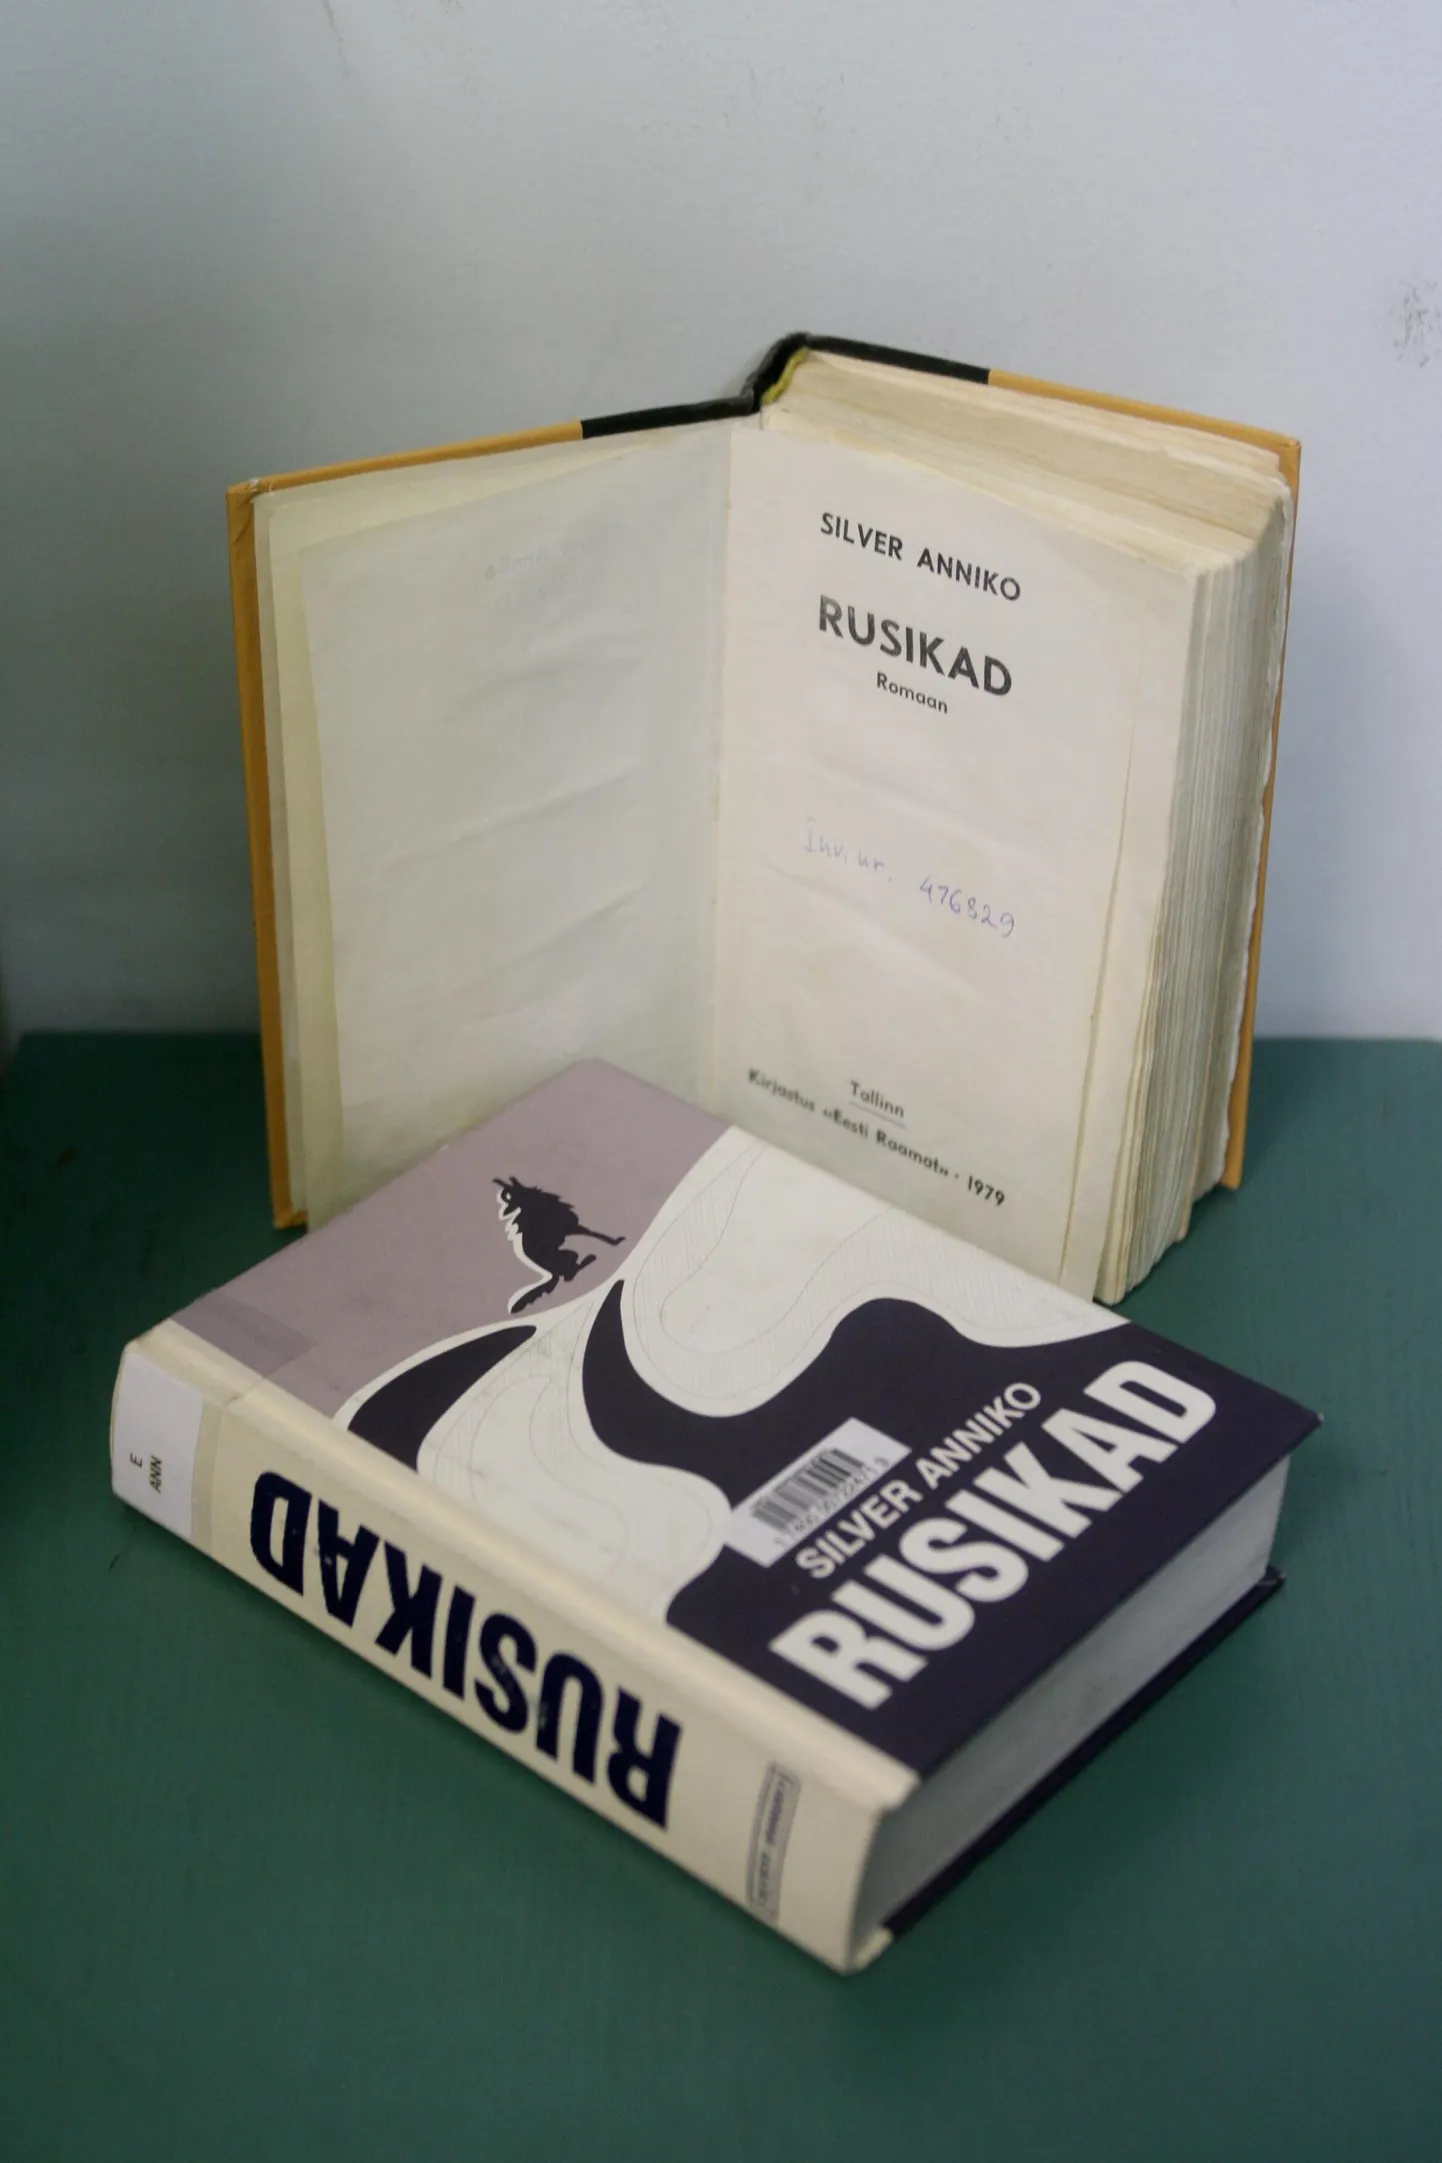 SILVER ANNIKO
RUSIKAD
Romaan
Inv. nr. 476829
Tallinn
Kirjastus «Eesti Raamat» · 1979
SILVER ANNIKO
RUSIKAD
E
ANN
RUSIKAD